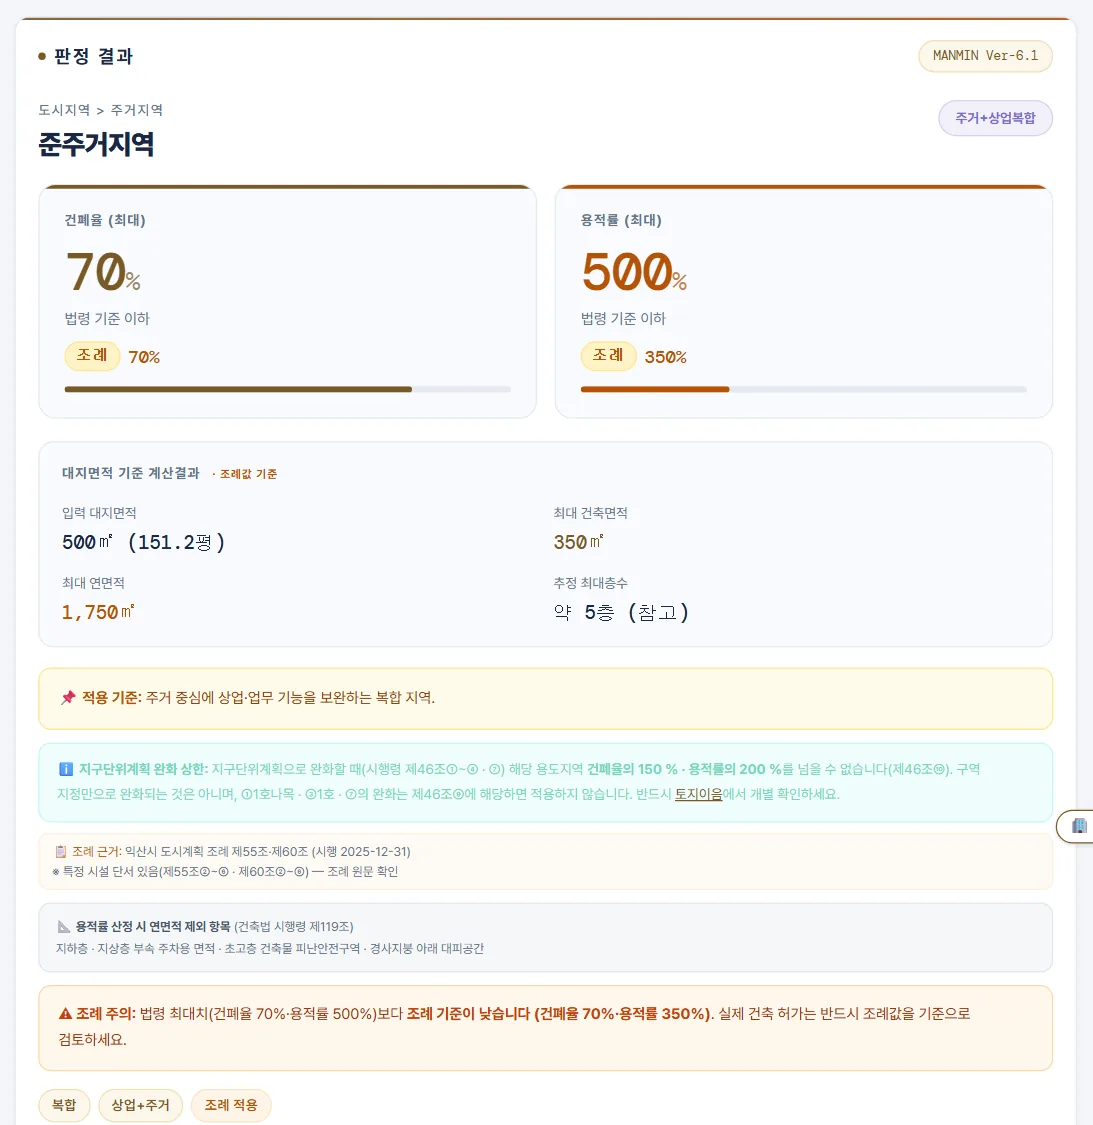 판정 결과
MANMIN Ver-6.1
도시지역 > 주거지역
준주거지역
주거+상업복합
건폐율 (최대)
70%
법령 기준 이하
조례 70%
용적률 (최대)
500%
법령 기준 이하
조례 350%
대지면적 기준 계산결과 · 조례값 기준
입력 대지면적
500㎡ (151.2평)
최대 건축면적
350㎡
최대 연면적
1,750㎡
추정 최대층수
약 5층 (참고)
적용 기준: 주거 중심에 상업·업무 기능을 보완하는 복합 지역.
지구단위계획 완화 상한: 지구단위계획으로 완화할 때(시행령 제46조①~④ · ⑦) 해당 용도지역 건폐율의 150 % · 용적률의 200 %를 넘을 수 없습니다(제46조⑩). 구역
지정만으로 완화되는 것은 아니며, ①1호나목 · ③1호 · ⑦의 완화는 제46조⑨에 해당하면 적용하지 않습니다. 반드시 토지이음에서 개별 확인하세요.
조례 근거: 익산시 도시계획 조례 제55조·제60조 (시행 2025-12-31)
※ 특정 시설 단서 있음(제55조②~⑥ · 제60조②~⑥) — 조례 원문 확인
용적률 산정 시 연면적 제외 항목 (건축법 시행령 제119조)
지하층 · 지상층 부속 주차용 면적 · 초고층 건축물 피난안전구역 · 경사지붕 아래 대피공간
조례 주의: 법령 최대치(건폐율 70%·용적률 500%)보다 조례 기준이 낮습니다 (건폐율 70%·용적률 350%). 실제 건축 허가는 반드시 조례값을 기준으로
검토하세요.
복합
상업+주거
조례 적용